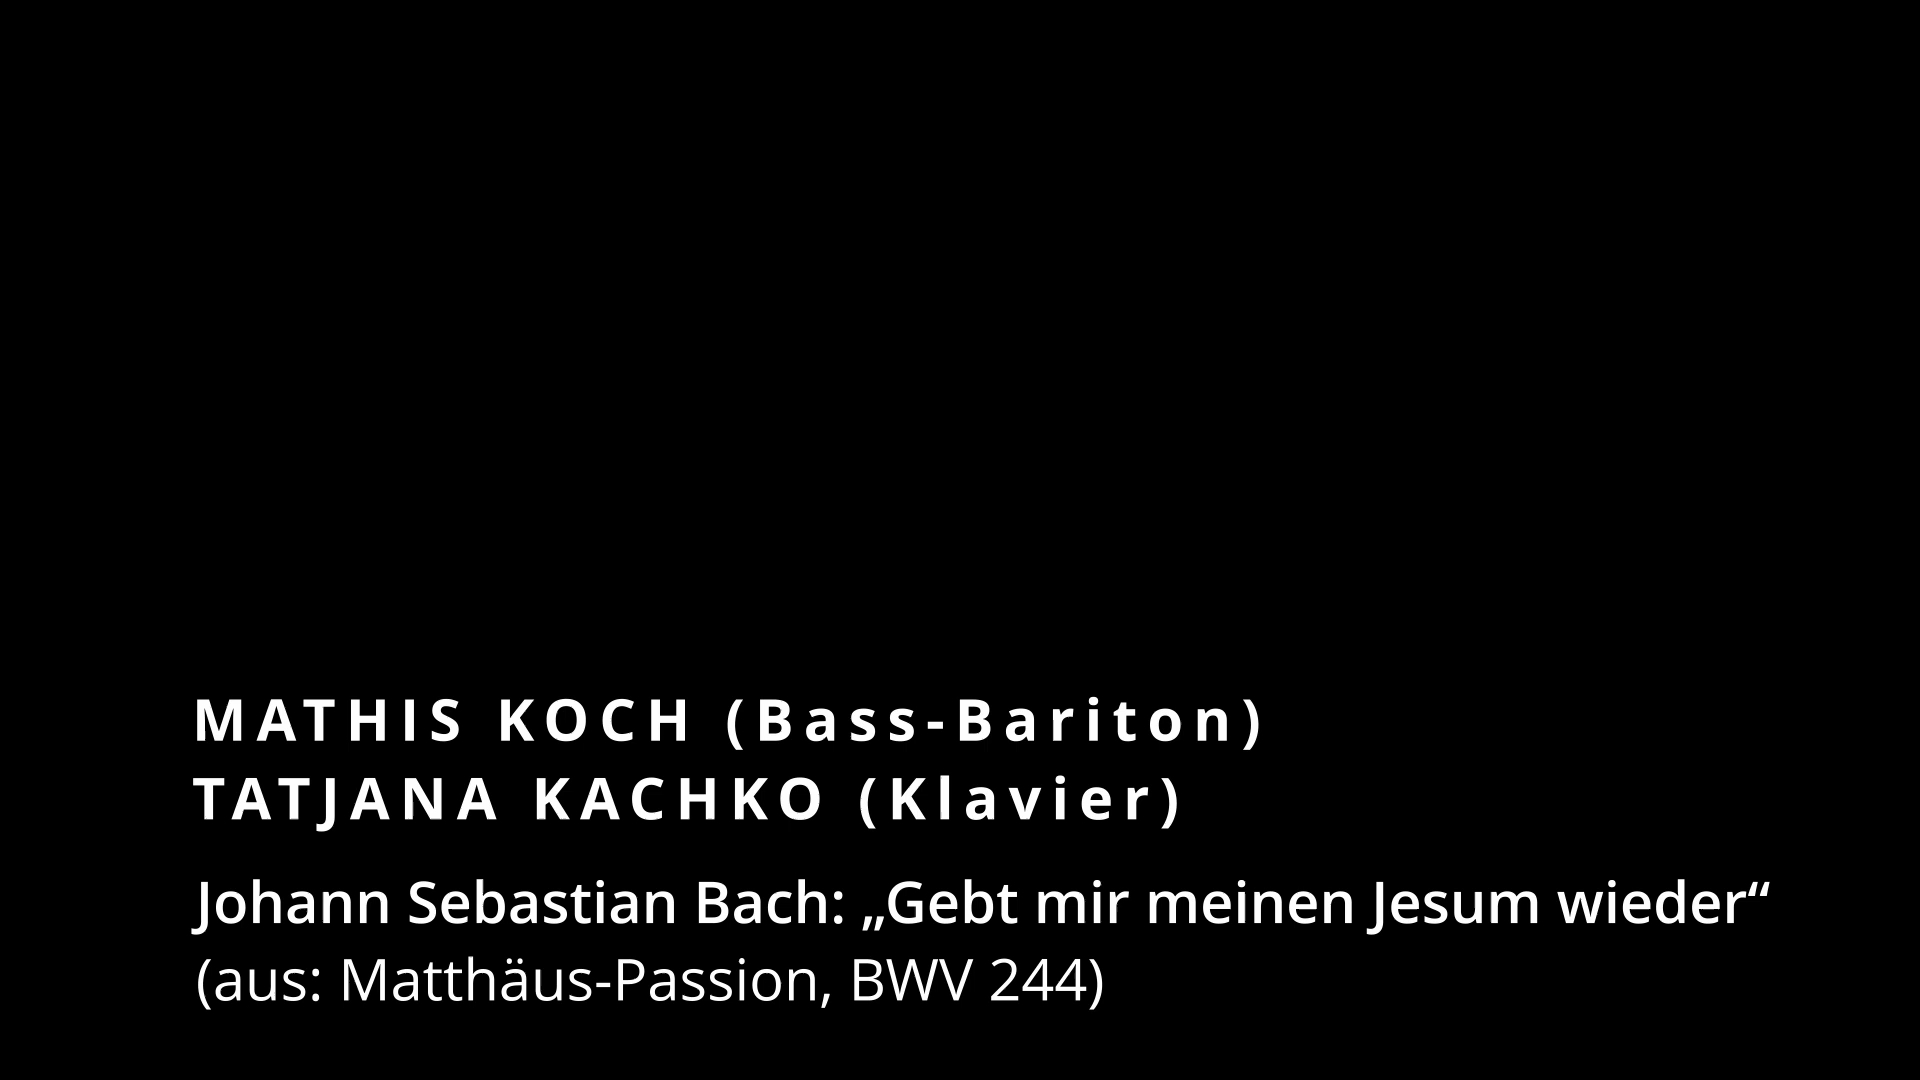 MATHIS KOCH (Bass-Bariton)
TATJANA KACHKO (Klavier)
Johann Sebastian Bach: „Gebt mir meinen Jesum wieder“
(aus: Matthäus-Passion, BWV 244)